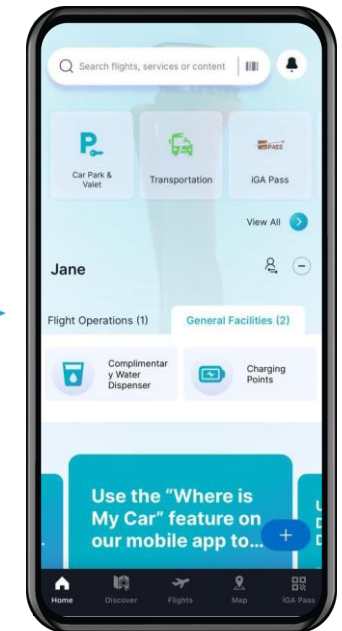 Search flights, services or content
P
PASS
Car Park &
Valet
Transportation
iGA Pass
View All
Jane
Flight Operations (1)
General Facilities (2)
Complimentar
y Water
Dispenser
Charging
Points
Use the “Where is
My Car” feature on
our mobile app to...
+
Home
Discover
Flights
Map
İGA Pass